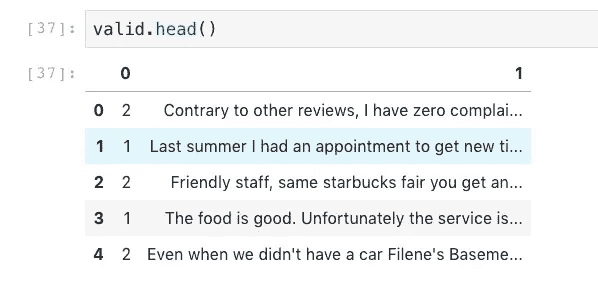 [37]: valid.head()
[37]: 0 1
0 2 Contrary to other reviews, I have zero complai...
1 1 Last summer I had an appointment to get new ti...
2 2 Friendly staff, same starbucks fair you get an...
3 1 The food is good. Unfortunately the service is...
4 2 Even when we didn't have a car Filene's Baseme...